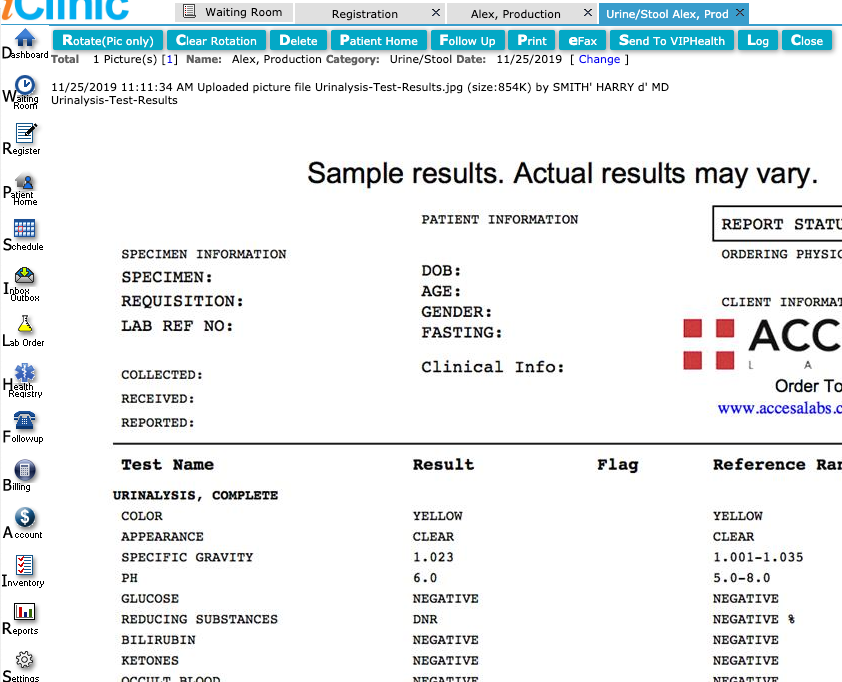 iClinic
Waiting Room
Registration X
Alex, Production X
Urine/Stool Alex, Prod X
Rotate(Pic only) Clear Rotation Delete Patient Home Follow Up Print eFax Send To VIPHealth Log Close
Total 1 Picture(s) [1] Name: Alex, Production Category: Urine/Stool Date: 11/25/2019 [ Change ]
11/25/2019 11:11:34 AM Uploaded picture file Urinalysis-Test-Results.jpg (size:854K) by SMITH' HARRY d' MD
Urinalysis-Test-Results
Dashboard
Waiting
Room
Register
Patient
Home
Schedule
Inbox
Outbox
Lab Order
Health
Registry
Followup
Billing
Account
Inventory
Reports
Settings
Sample results. Actual results may vary.
PATIENT INFORMATION
REPORT STATU
SPECIMEN INFORMATION
ORDERING PHYSIC
SPECIMEN:
DOB:
REQUISITION:
AGE:
CLIENT INFORMAT
GENDER:
LAB REF NO:
FASTING:
ACC
L A
Clinical Info:
COLLECTED:
Order To
RECEIVED:
www.accesalabs.c
REPORTED:
Test Name Result Flag Reference Ran
URINALYSIS, COMPLETE
COLOR YELLOW YELLOW
APPEARANCE CLEAR CLEAR
SPECIFIC GRAVITY 1.023 1.001-1.035
PH 6.0 5.0-8.0
GLUCOSE NEGATIVE NEGATIVE
REDUCING SUBSTANCES DNR NEGATIVE %
BILIRUBIN NEGATIVE NEGATIVE
KETONES NEGATIVE NEGATIVE
OCCULT BLOOD NEGATIVE NEGATIVE